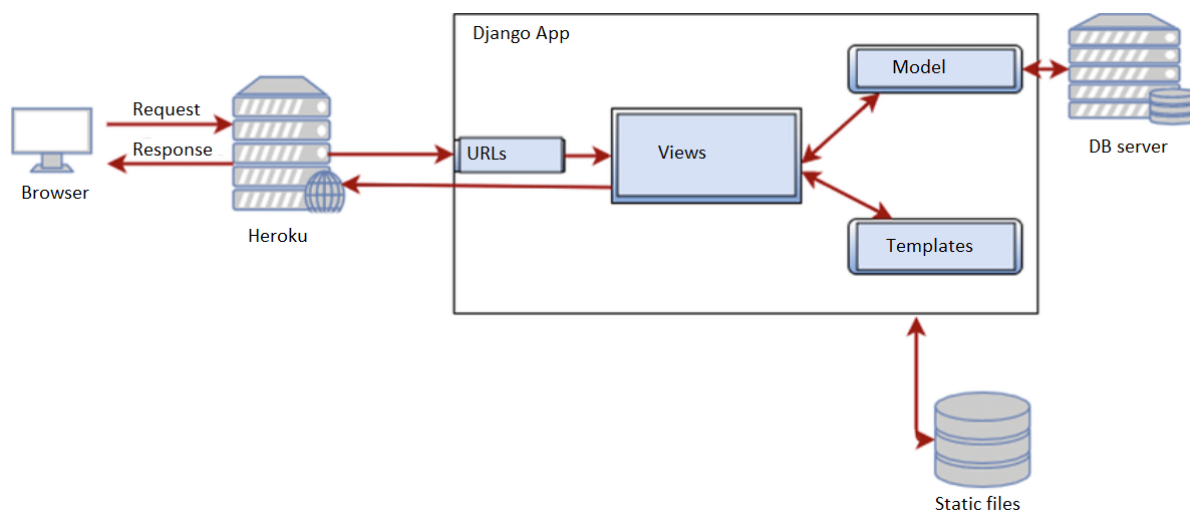 Django App
Model
Request
URLs
Views
Response
DB server
Browser
Heroku
Templates
Static files